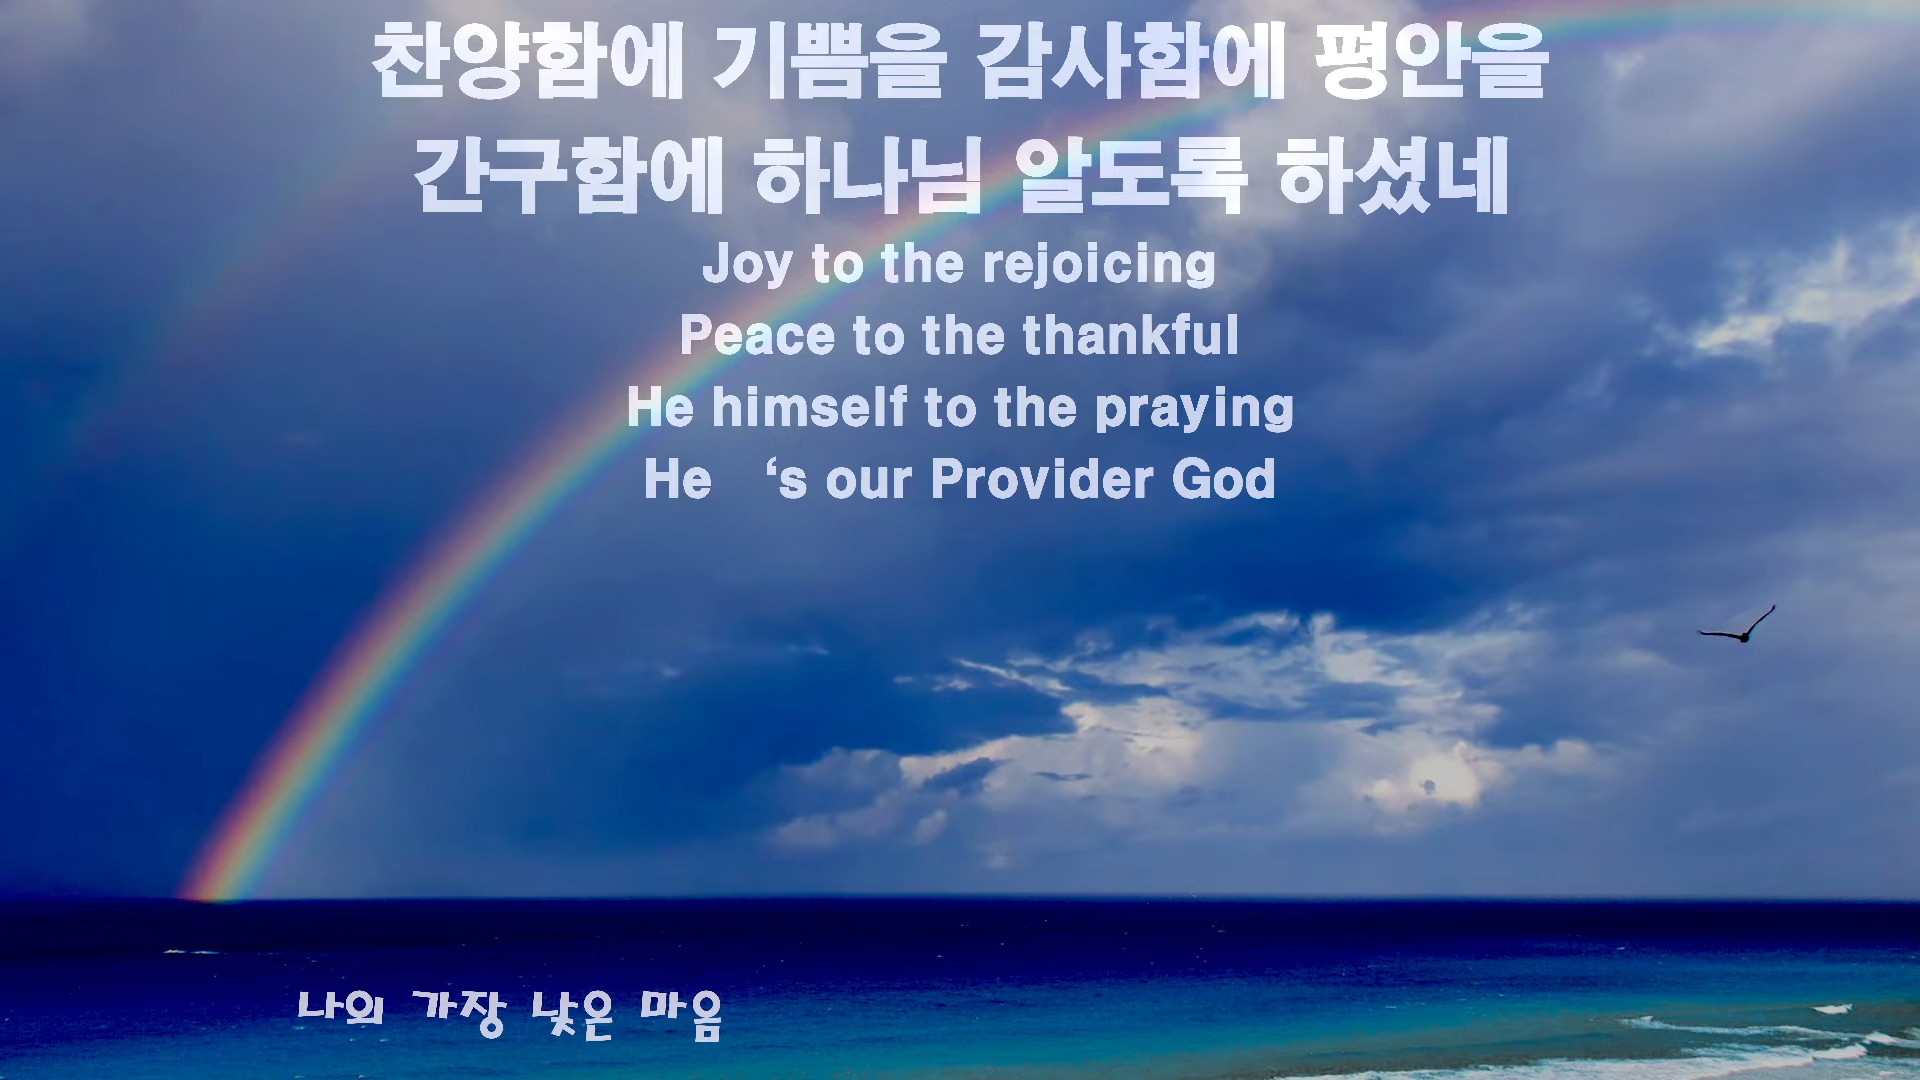 찬양함에 기쁨을 감사함에 평안을
간구함에 하나님 알도록 하셨네
Joy to the rejoicing
Peace to the thankful
He himself to the praying
He ‘s our Provider God
나의 가장 낮은 마음